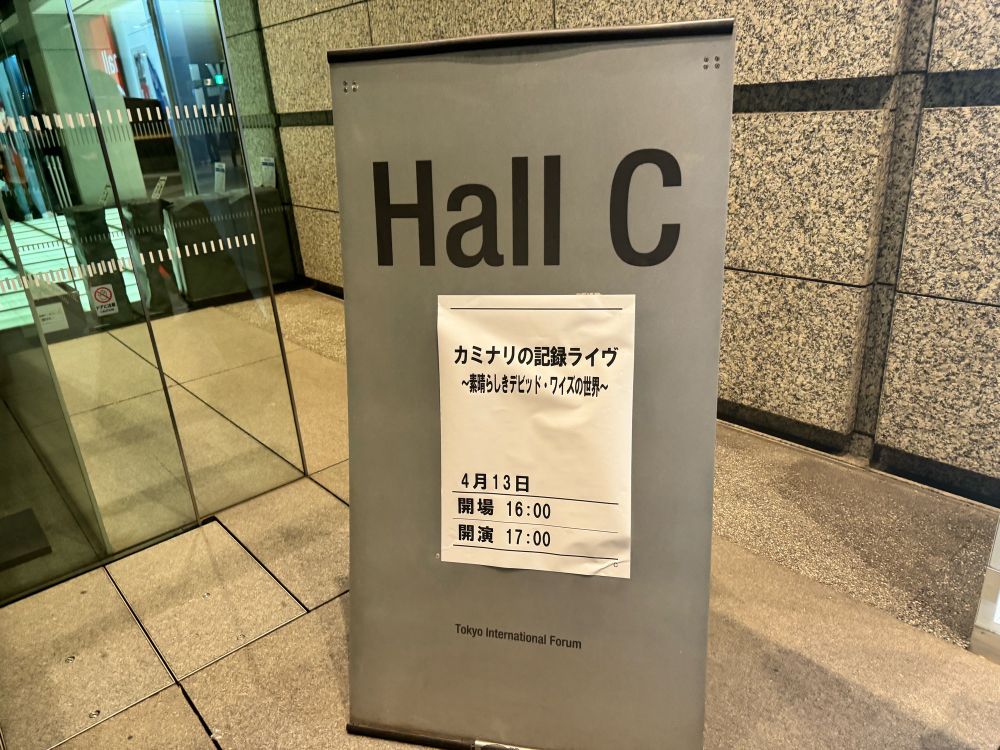 Hall C
カミナリの記録ライヴ
~素晴らしきデビッド・ワイズの世界~
4月13日
開場 16:00
開演 17:00
Tokyo International Forum